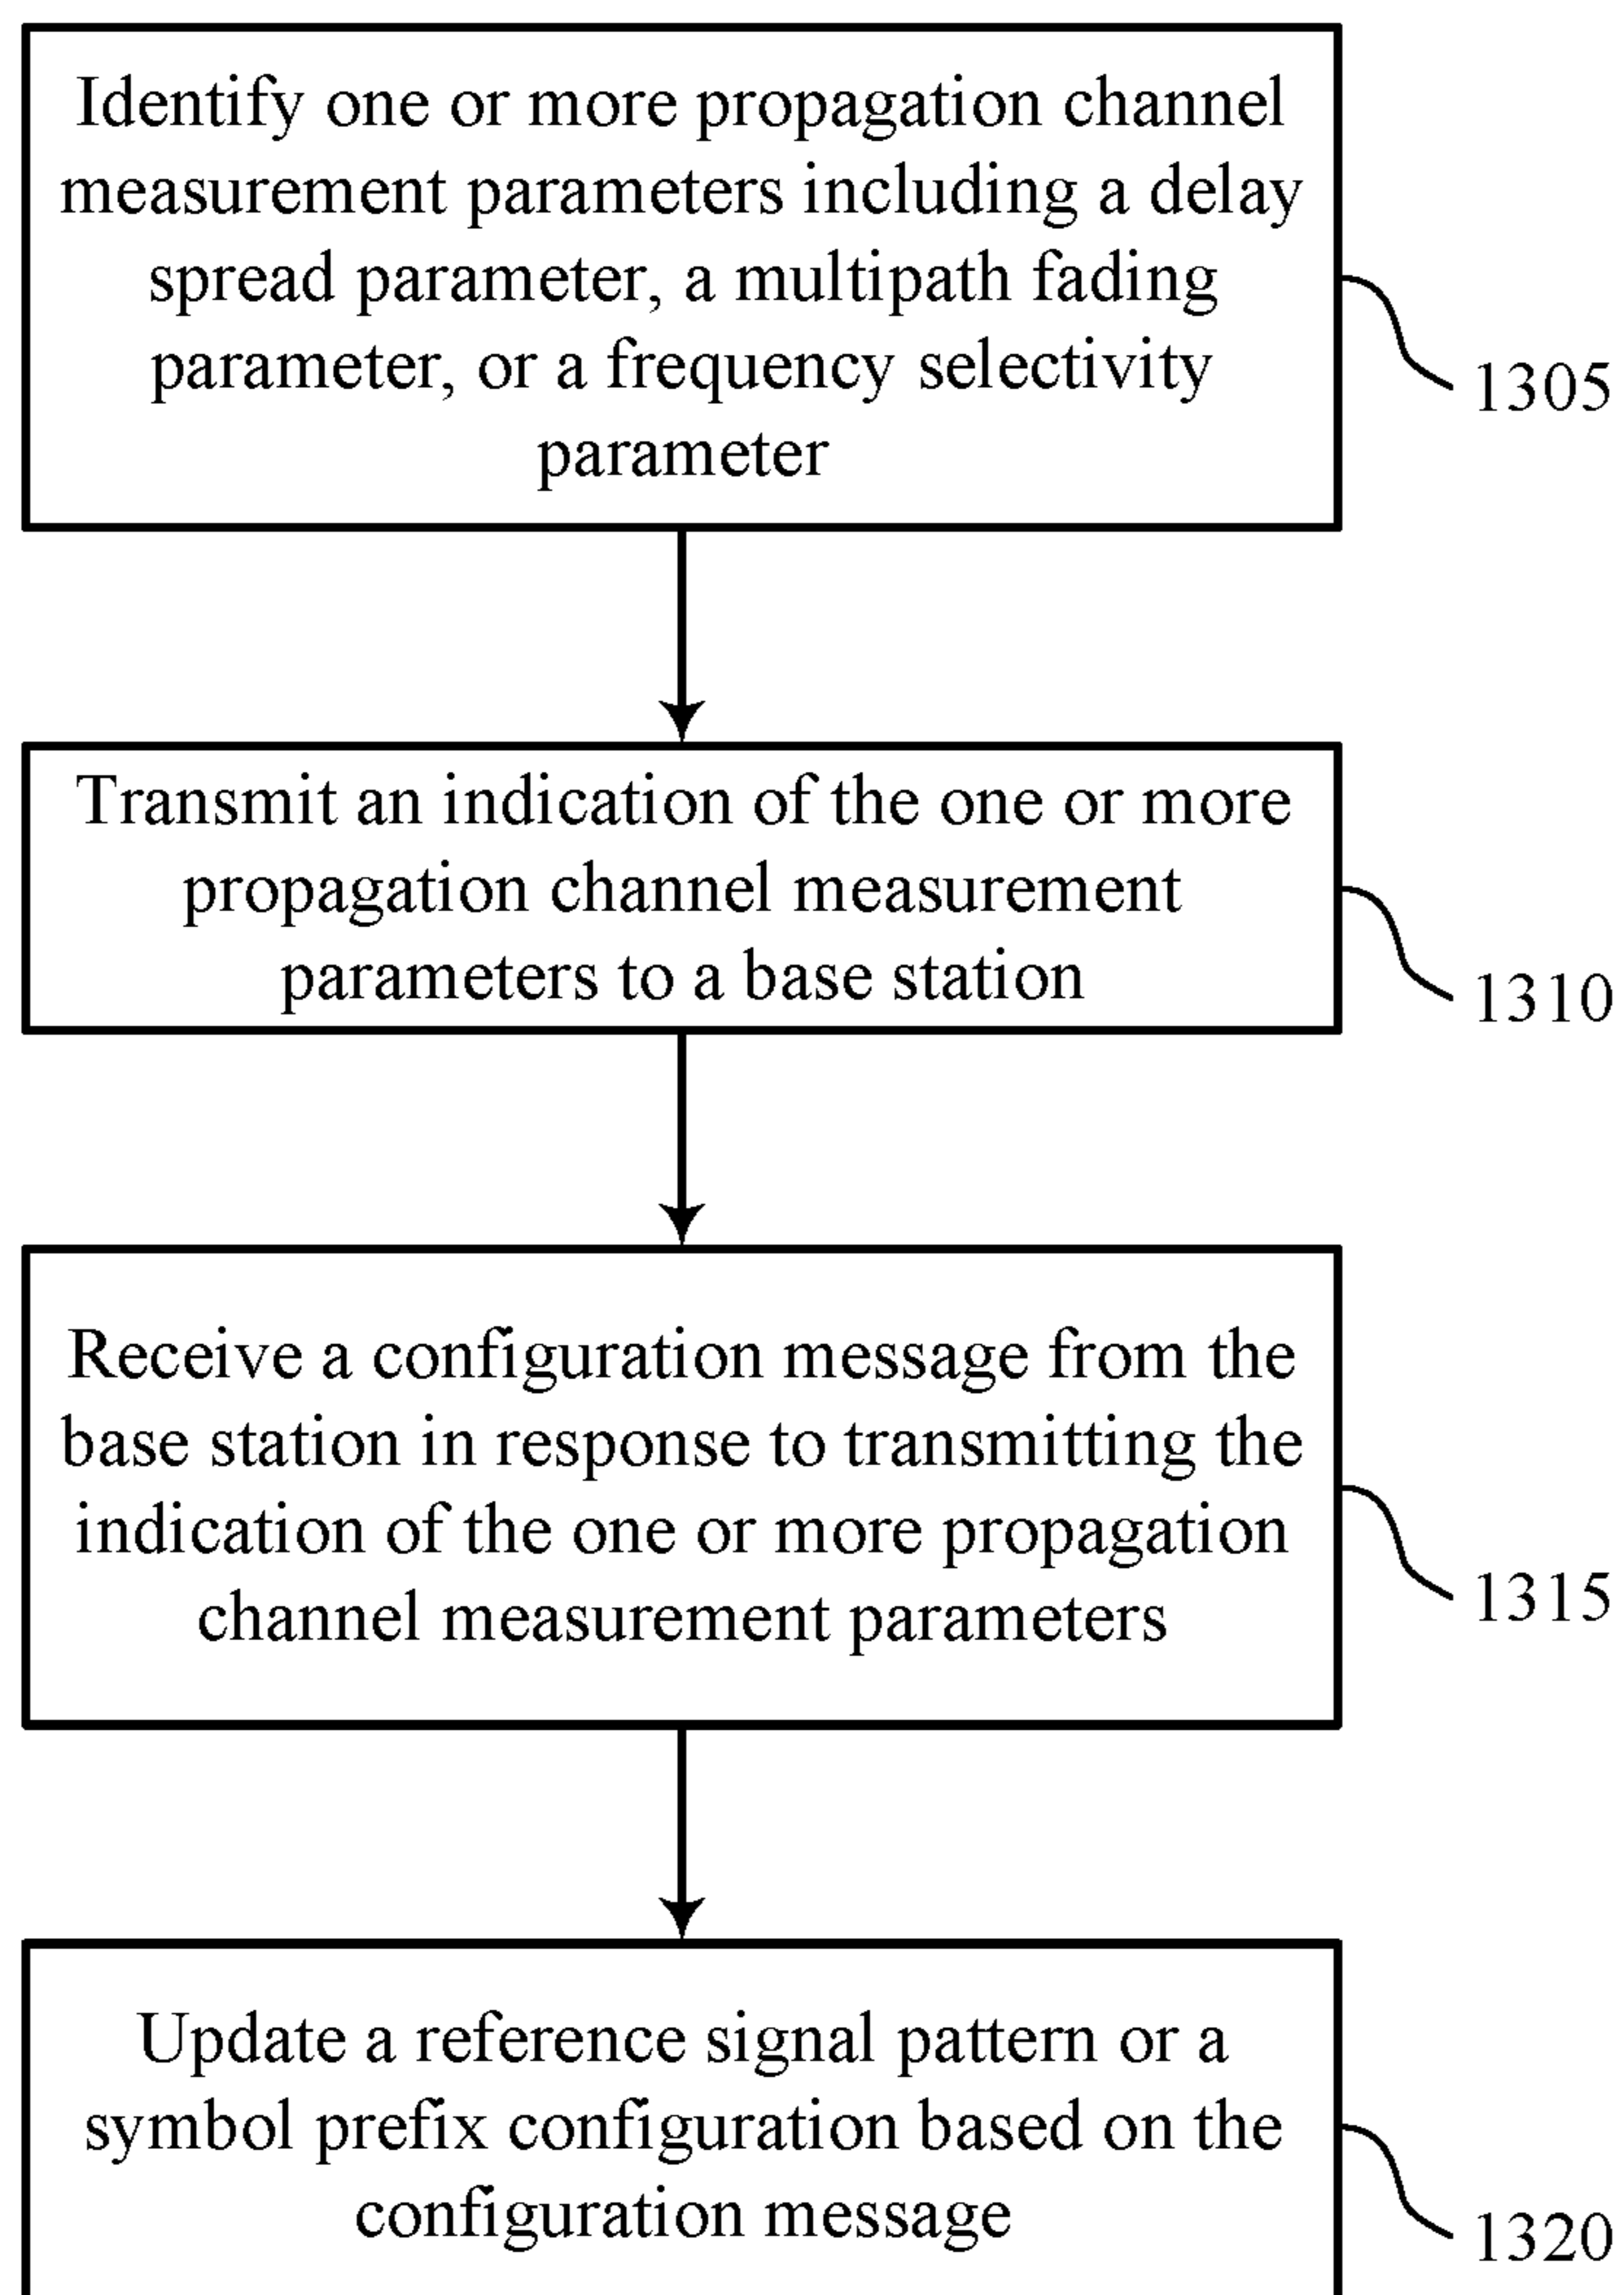 Identify one or more propagation channel
measurement parameters including a delay
spread parameter, a multipath fading
parameter, or a frequency selectivity
parameter
1305
Transmit an indication of the one or more
propagation channel measurement
parameters to a base station
1310
Receive a configuration message from the
base station in response to transmitting the
indication of the one or more propagation
channel measurement parameters
1315
Update a reference signal pattern or a
symbol prefix configuration based on the
configuration message
1320